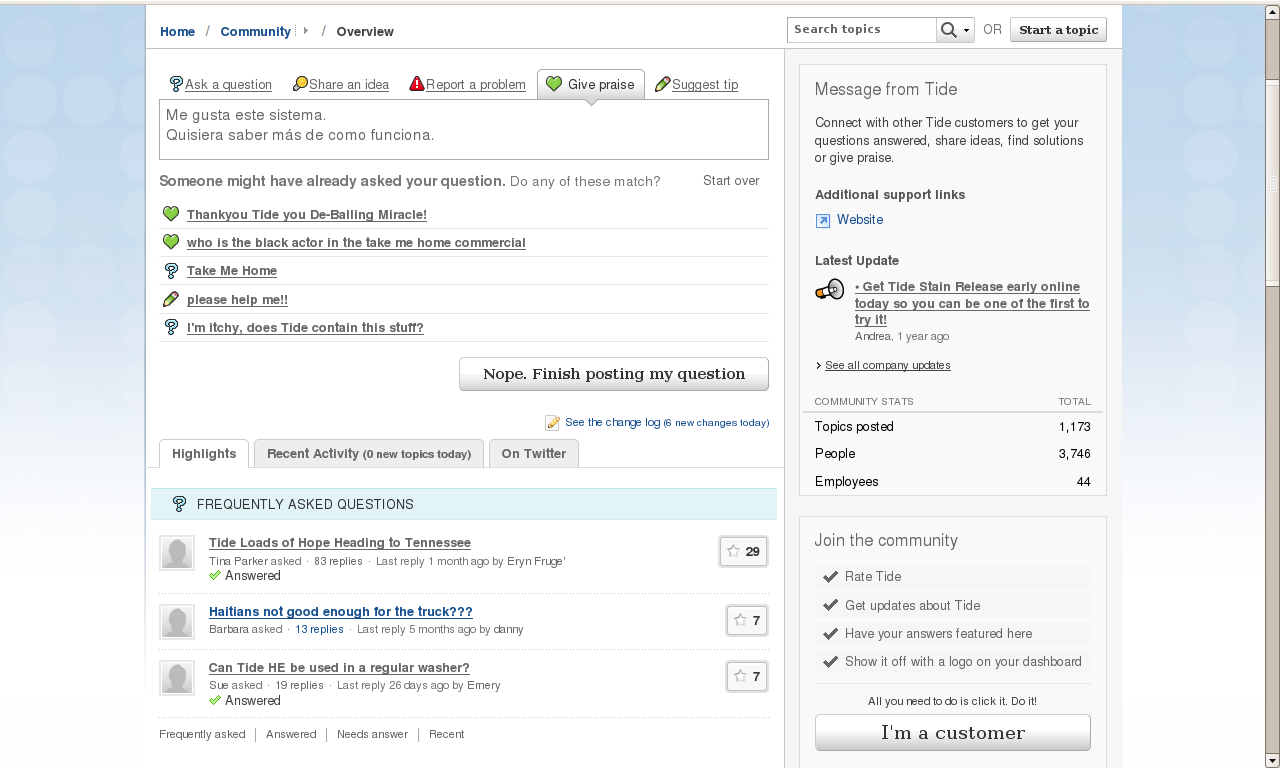 Home / Community / Overview
Search topics OR Start a topic
Ask a question Share an idea Report a problem Give praise Suggest tip
Me gusta este sistema.
Quisiera saber más de como funciona.
Someone might have already asked your question. Do any of these match? Start over
Thankyou Tide you De-Balling Miracle!
who is the black actor in the take me home commercial
Take Me Home
please help me!!
I'm itchy, does Tide contain this stuff?
Nope. Finish posting my question
See the change log (6 new changes today)
Highlights Recent Activity (0 new topics today) On Twitter
FREQUENTLY ASKED QUESTIONS
Tide Loads of Hope Heading to Tennessee
Tina Parker asked · 83 replies · Last reply 1 month ago by Eryn Fruge'
Answered
29
Haitians not good enough for the truck???
Barbara asked · 13 replies · Last reply 5 months ago by danny
7
Can Tide HE be used in a regular washer?
Sue asked · 19 replies · Last reply 26 days ago by Emery
Answered
7
Frequently asked | Answered | Needs answer | Recent
Message from Tide
Connect with other Tide customers to get your
questions answered, share ideas, find solutions
or give praise.
Additional support links
Website
Latest Update
• Get Tide Stain Release early online
today so you can be one of the first to
try it!
Andrea, 1 year ago
See all company updates
COMMUNITY STATS TOTAL
Topics posted 1,173
People 3,746
Employees 44
Join the community
Rate Tide
Get updates about Tide
Have your answers featured here
Show it off with a logo on your dashboard
All you need to do is click it. Do it!
I'm a customer